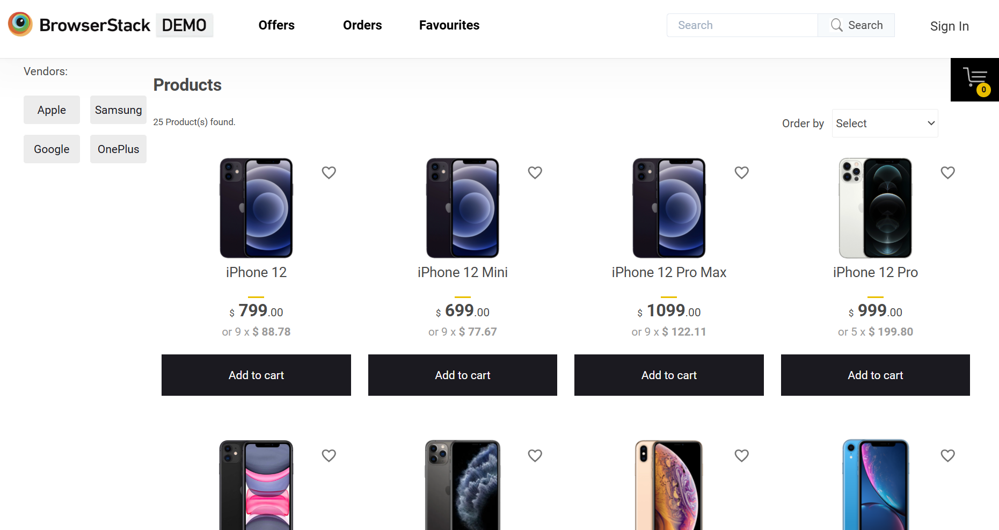 BrowserStack DEMO
Offers Orders Favourites
Search Search
Sign In
0
Vendors:
Apple Samsung
Google OnePlus
Products
25 Product(s) found.
Order by Select
iPhone 12
$ 799.00
or 9 x $ 88.78
Add to cart
iPhone 12 Mini
$ 699.00
or 9 x $ 77.67
Add to cart
iPhone 12 Pro Max
$ 1099.00
or 9 x $ 122.11
Add to cart
iPhone 12 Pro
$ 999.00
or 5 x $ 199.80
Add to cart